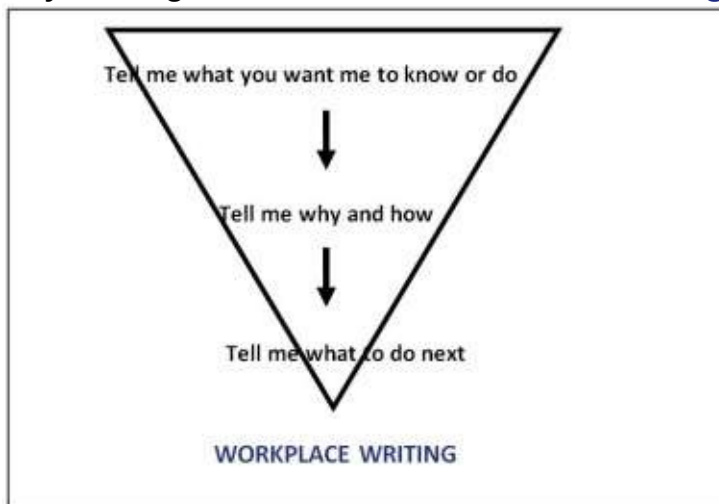 Tell me what you want me to know or do
Tell me why and how
Tell me what to do next
WORKPLACE WRITING